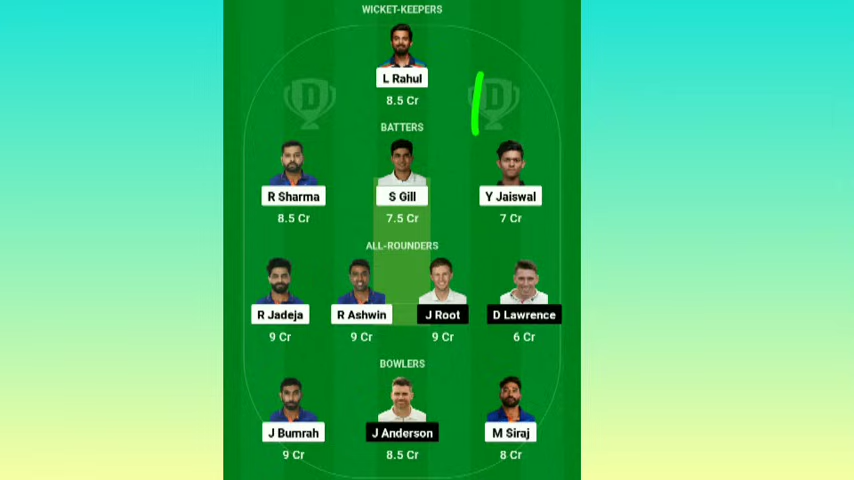 WICKET-KEEPERS
L Rahul
8.5 Cr
BATTERS
R Sharma S Gill Y Jaiswal
8.5 Cr 7.5 Cr 7 Cr
ALL-ROUNDERS
R Jadeja R Ashwin J Root D Lawrence
9 Cr 9 Cr 9 Cr 6 Cr
BOWLERS
J Bumrah J Anderson M Siraj
9 Cr 8.5 Cr 8 Cr